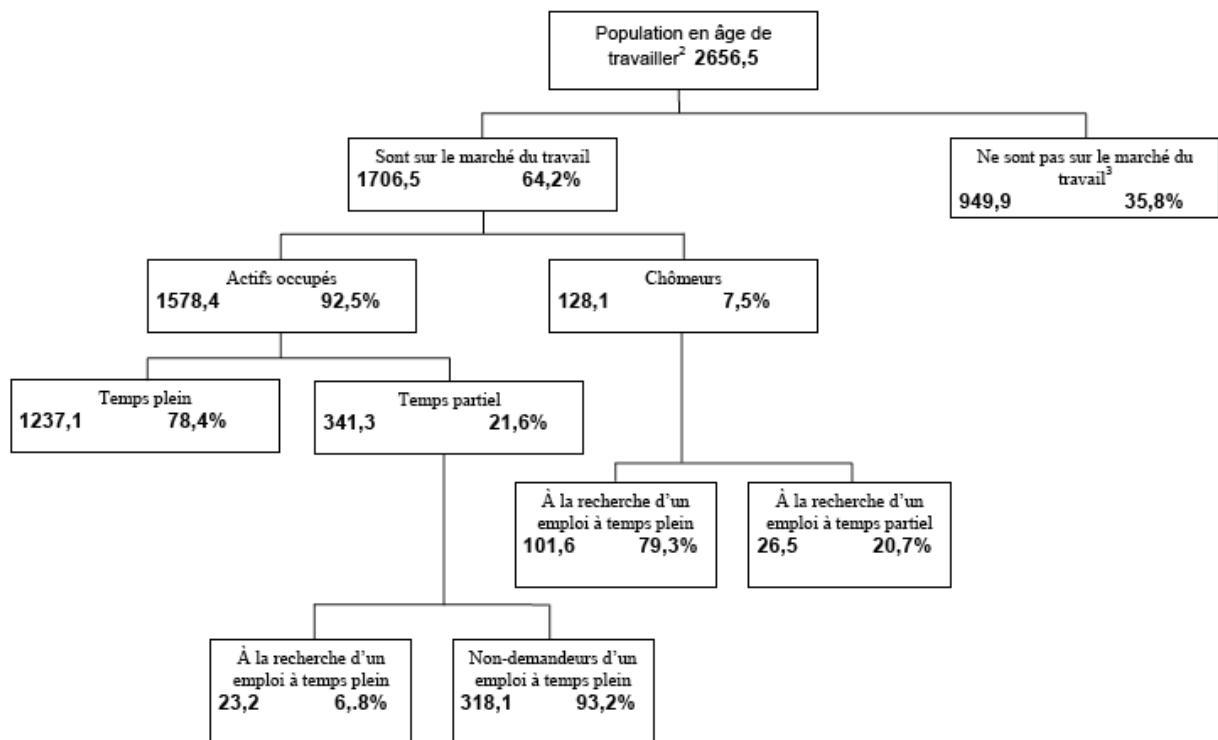 Population en âge de
travailler² 2656,5
Sont sur le marché du travail
1706,5 64,2%
Ne sont pas sur le marché du
travail³
949,9 35,8%
Actifs occupés
1578,4 92,5%
Chômeurs
128,1 7,5%
Temps plein
1237,1 78,4%
Temps partiel
341,3 21,6%
À la recherche d’un
emploi à temps plein
101,6 79,3%
À la recherche d’un
emploi à temps partiel
26,5 20,7%
À la recherche d’un
emploi à temps plein
23,2 6,.8%
Non-demandeurs d’un
emploi à temps plein
318,1 93,2%